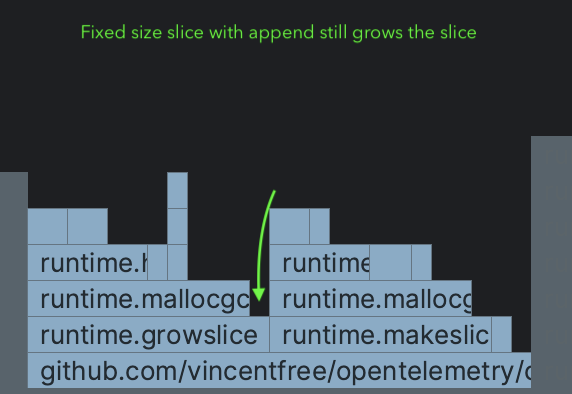 Fixed size slice with append still grows the slice
runtime.h
runtime
runtime.mallocgc
runtime.mallocg
runtime.growslice
runtime.makeslic
github.com/vincentfree/opentelemetry/